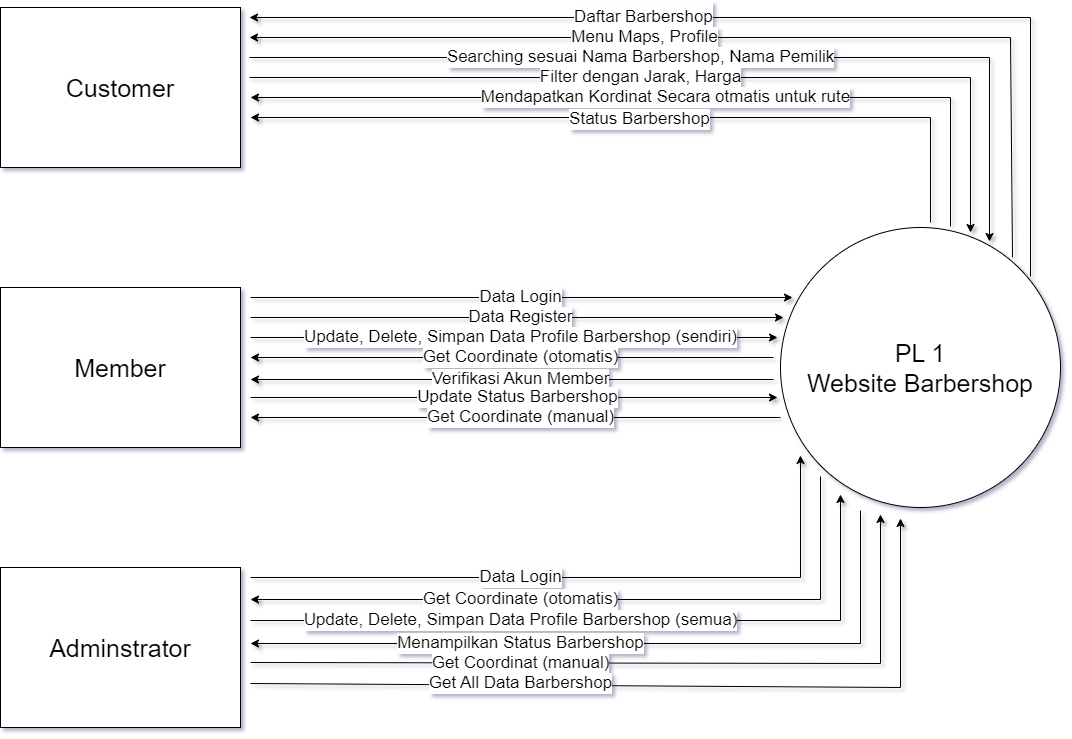 Customer
Daftar Barbershop
Menu Maps, Profile
Searching sesuai Nama Barbershop, Nama Pemilik
Filter dengan Jarak, Harga
Mendapatkan Kordinat Secara otmatis untuk rute
Status Barbershop
Member
Data Login
Data Register
Update, Delete, Simpan Data Profile Barbershop (sendiri)
Get Coordinate (otomatis)
Verifikasi Akun Member
Update Status Barbershop
Get Coordinate (manual)
PL 1
Website Barbershop
Adminstrator
Data Login
Get Coordinate (otomatis)
Update, Delete, Simpan Data Profile Barbershop (semua)
Menampilkan Status Barbershop
Get Coordinat (manual)
Get All Data Barbershop